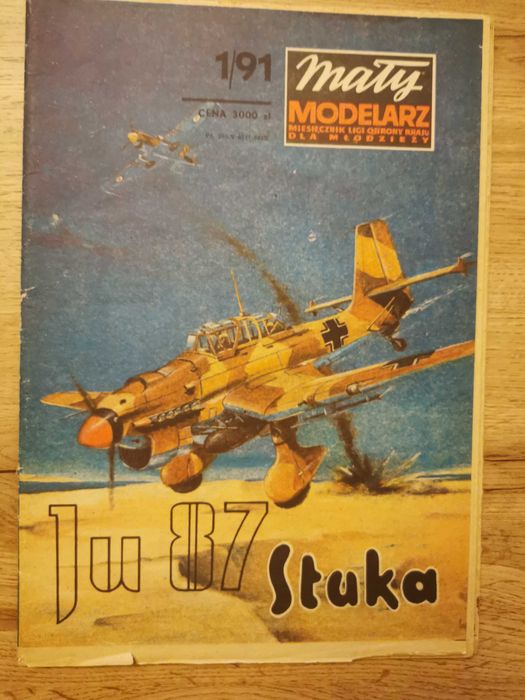 1/91
CENA 3000 zł
mały
MODELARZ
MIESIĘCZNIK LIGI OBRONY KRAJU
DLA MŁODZIEŻY
Ju 87
Stuka